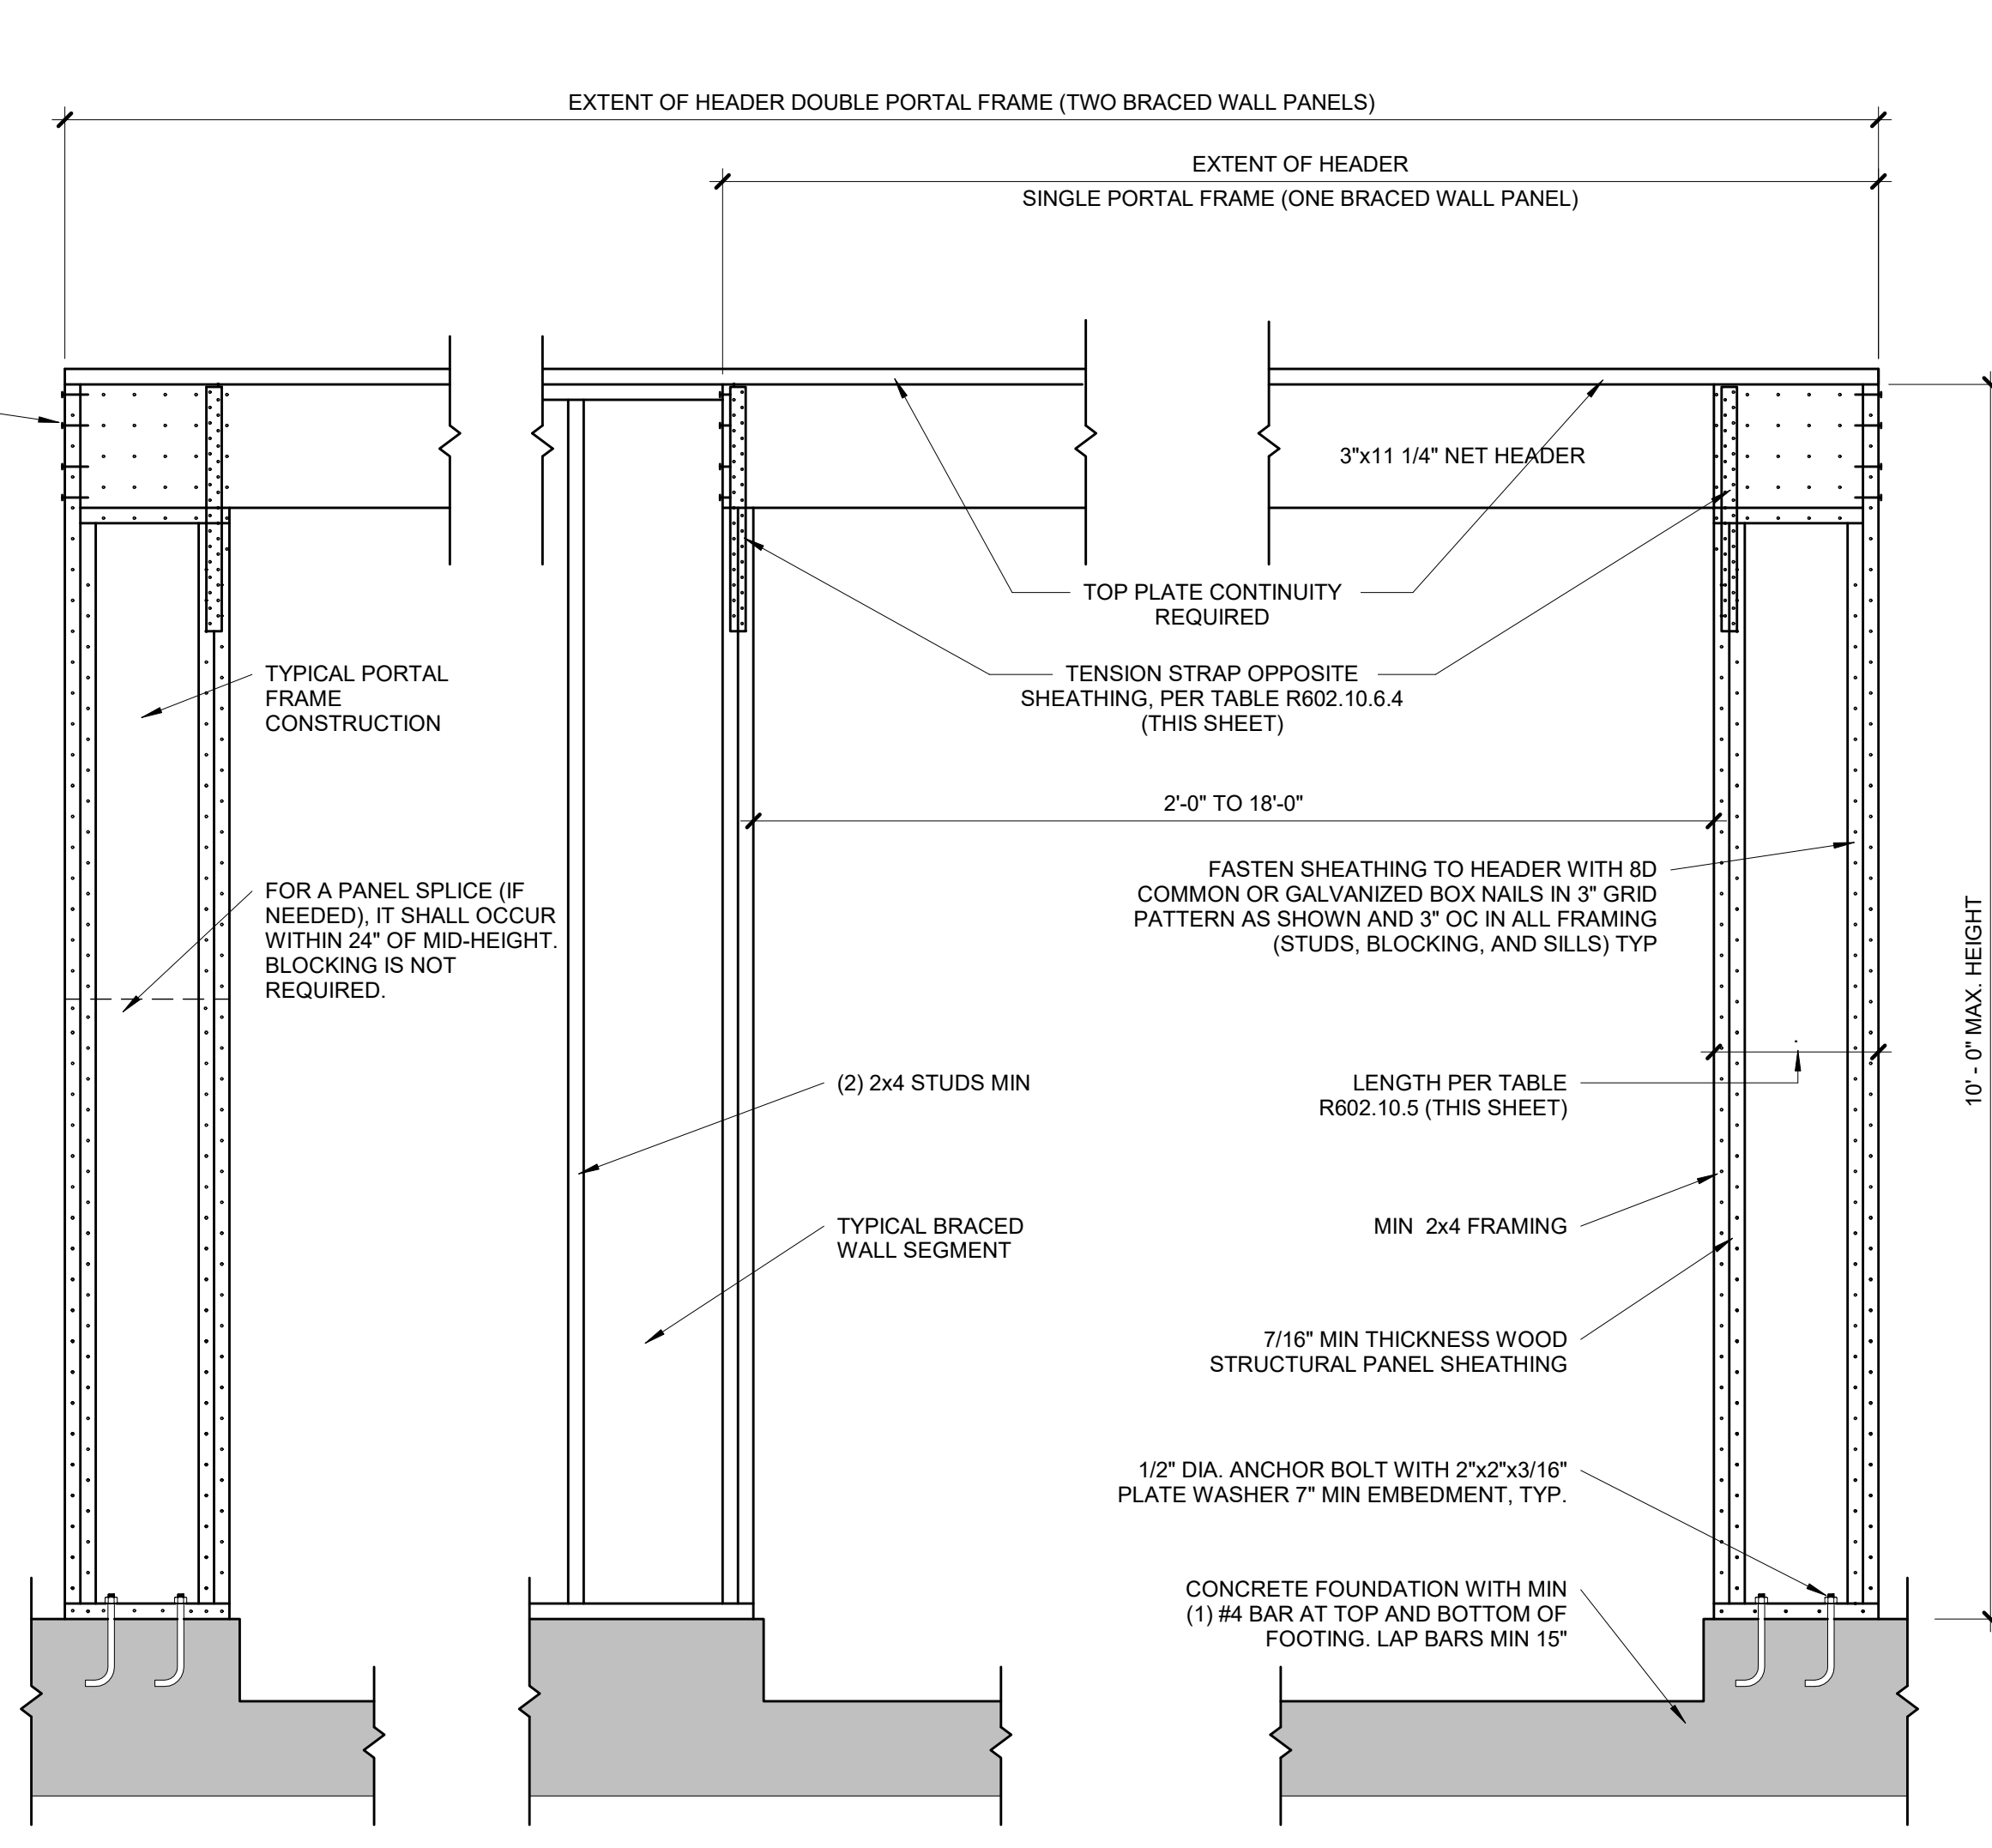 EXTENT OF HEADER DOUBLE PORTAL FRAME (TWO BRACED WALL PANELS)
EXTENT OF HEADER
SINGLE PORTAL FRAME (ONE BRACED WALL PANEL)
3"x11 1/4" NET HEADER
TOP PLATE CONTINUITY
REQUIRED
TYPICAL PORTAL
FRAME
CONSTRUCTION
TENSION STRAP OPPOSITE
SHEATHING, PER TABLE R602.10.6.4
(THIS SHEET)
2'-0" TO 18'-0"
FOR A PANEL SPLICE (IF
NEEDED), IT SHALL OCCUR
WITHIN 24" OF MID-HEIGHT.
BLOCKING IS NOT
REQUIRED.
FASTEN SHEATHING TO HEADER WITH 8D
COMMON OR GALVANIZED BOX NAILS IN 3" GRID
PATTERN AS SHOWN AND 3" OC IN ALL FRAMING
(STUDS, BLOCKING, AND SILLS) TYP
10' - 0" MAX. HEIGHT
(2) 2x4 STUDS MIN
LENGTH PER TABLE
R602.10.5 (THIS SHEET)
TYPICAL BRACED
WALL SEGMENT
MIN 2x4 FRAMING
7/16" MIN THICKNESS WOOD
STRUCTURAL PANEL SHEATHING
1/2" DIA. ANCHOR BOLT WITH 2"x2"x3/16"
PLATE WASHER 7" MIN EMBEDMENT, TYP.
CONCRETE FOUNDATION WITH MIN
(1) #4 BAR AT TOP AND BOTTOM OF
FOOTING. LAP BARS MIN 15"